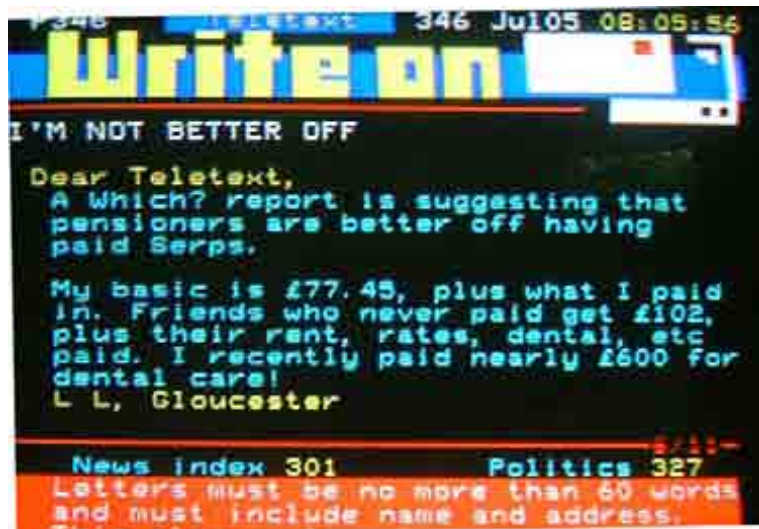 P346 Teletext 346 Jul05 08:05:56
Write on
I'M NOT BETTER OFF
Dear Teletext,
A Which? report is suggesting that
pensioners are better off having
paid Serps.
My basic is £77.45, plus what I paid
in. Friends who never paid get £102,
plus their rent, rates, dental, etc
paid. I recently paid nearly £600 for
dental care!
L L, Gloucester
News index 301 Politics 327
Letters must be no more than 60 words
and must include name and address.